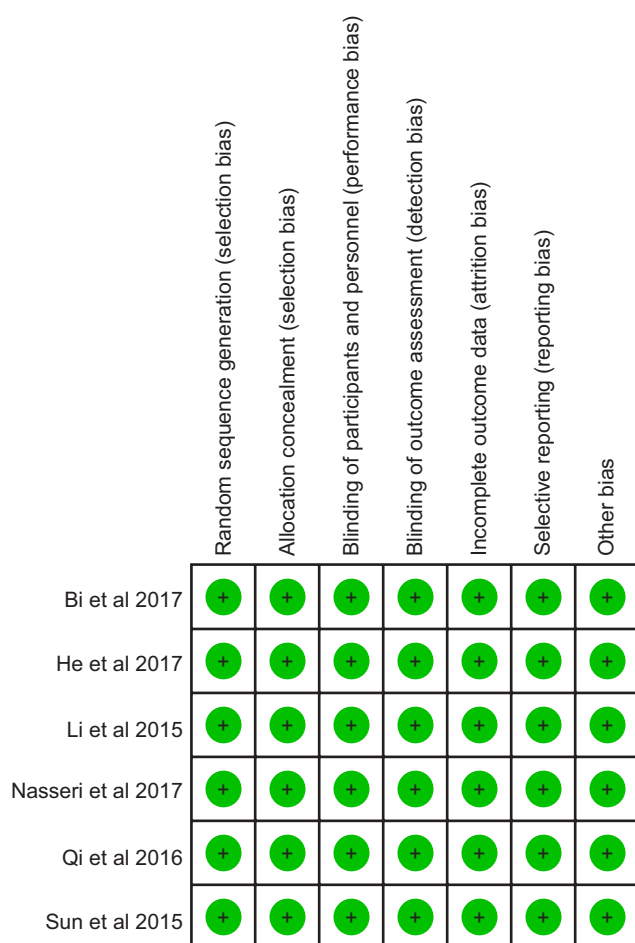 Random sequence generation (selection bias)
Allocation concealment (selection bias)
Blinding of participants and personnel (performance bias)
Blinding of outcome assessment (detection bias)
Incomplete outcome data (attrition bias)
Selective reporting (reporting bias)
Other bias
Bi et al 2017 + + + + + + +
He et al 2017 + + + + + + +
Li et al 2015 + + + + + + +
Nasseri et al 2017 + + + + + + +
Qi et al 2016 + + + + + + +
Sun et al 2015 + + + + + + +